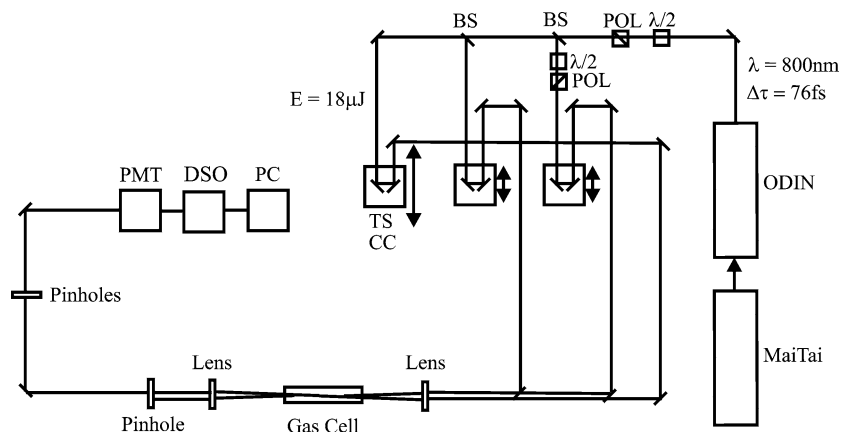 BS
BS
POL
λ/2
λ/2
POL
λ = 800nm
Δτ = 76fs
E = 18μJ
PMT
DSO
PC
TS
CC
ODIN
Pinholes
MaiTai
Lens
Lens
Pinhole
Gas Cell